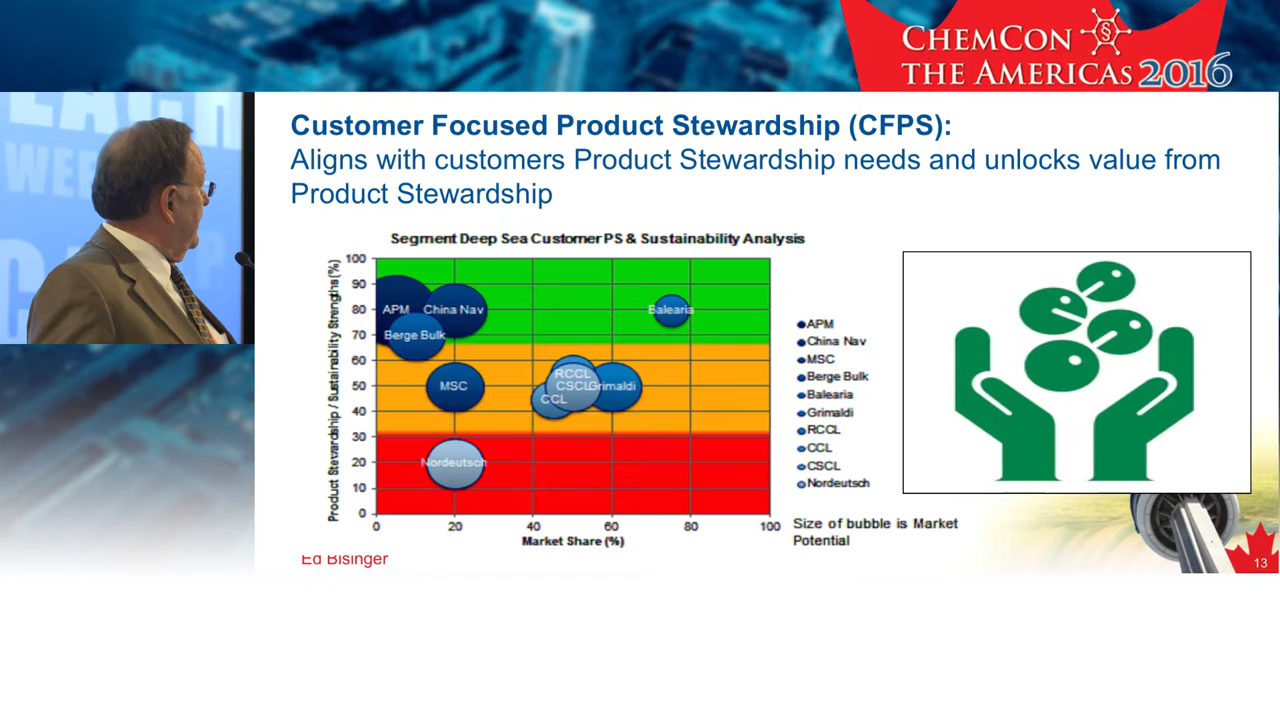 CHEMCON
THE AMERICAS 2016
Customer Focused Product Stewardship (CFPS):
Aligns with customers Product Stewardship needs and unlocks value from
Product Stewardship
Segment Deep Sea Customer PS & Sustainability Analysis
Product Stewardship / Sustainability Strengths (%)
100
90
80
70
60
50
40
30
20
10
0
APM
China Nav
Balearia
Berge Bulk
MSC
RCCL
CSCL
Grimaldi
CCL
Nordeutsch
0 20 40 60 80 100
Market Share (%)
APM
China Nav
MSC
Berge Bulk
Balearia
Grimaldi
RCCL
CCL
CSCL
Nordeutsch
Size of bubble is Market
Potential
Ed Bisinger
13